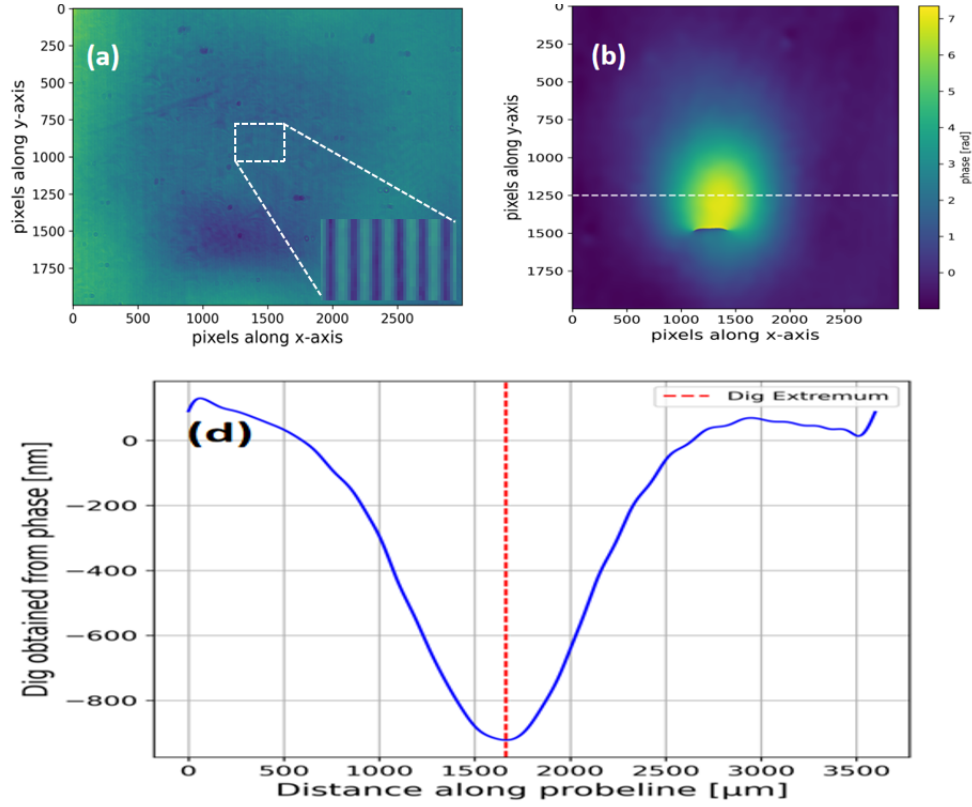 (a)
0
250
500
750
1000
1250
1500
1750
pixels along y-axis
0 500 1000 1500 2000 2500
pixels along x-axis
(b)
0
250
500
750
1000
1250
1500
1750
pixels along y-axis
0 500 1000 1500 2000 2500
pixels along x-axis
7
6
5
4
3
2
1
0
phase [rad]
(d)
Dig Extremum
0
−200
−400
−600
−800
Dig obtained from phase [nm]
0 500 1000 1500 2000 2500 3000 3500
Distance along probeline [μm]